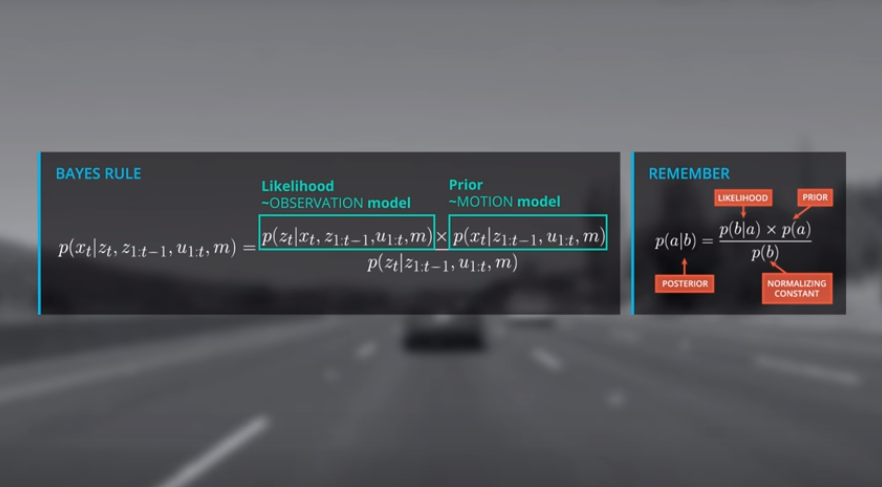 BAYES RULE
Likelihood
~OBSERVATION model
Prior
~MOTION model
p(x_t|z_t, z_{1:t−1}, u_{1:t}, m) = \frac{p(z_t|x_t, z_{1:t−1},u_{1:t},m) × p(x_t|z_{1:t−1}, u_{1:t}, m)}{p(z_t|z_{1:t−1}, u_{1:t}, m)}
REMEMBER
LIKELIHOOD
PRIOR
p(a|b) = \frac{p(b|a) × p(a)}{p(b)}
POSTERIOR
NORMALIZING
CONSTANT